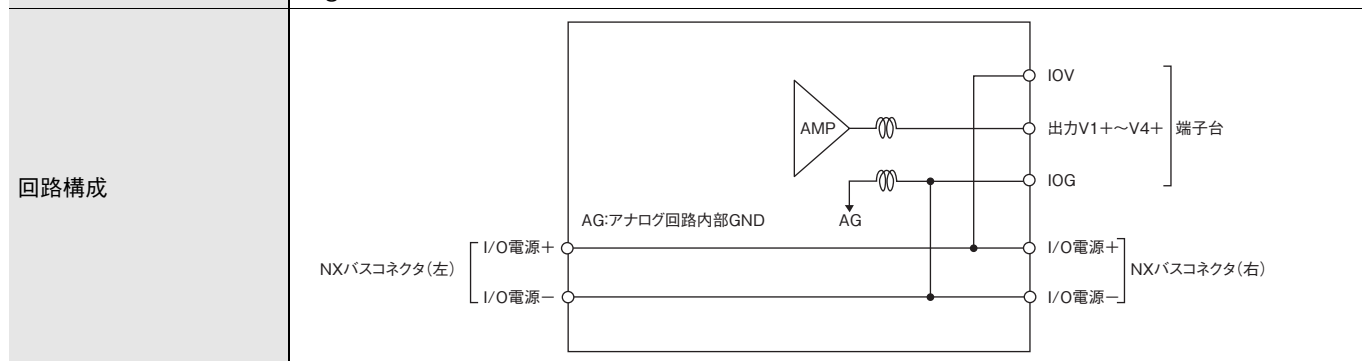 回路構成
IOV
AMP
出力V1+～V4+
端子台
IOG
AG:アナログ回路内部GND
AG
NXバスコネクタ(左)
I/O電源＋
I/O電源－
I/O電源＋
I/O電源－
NXバスコネクタ(右)